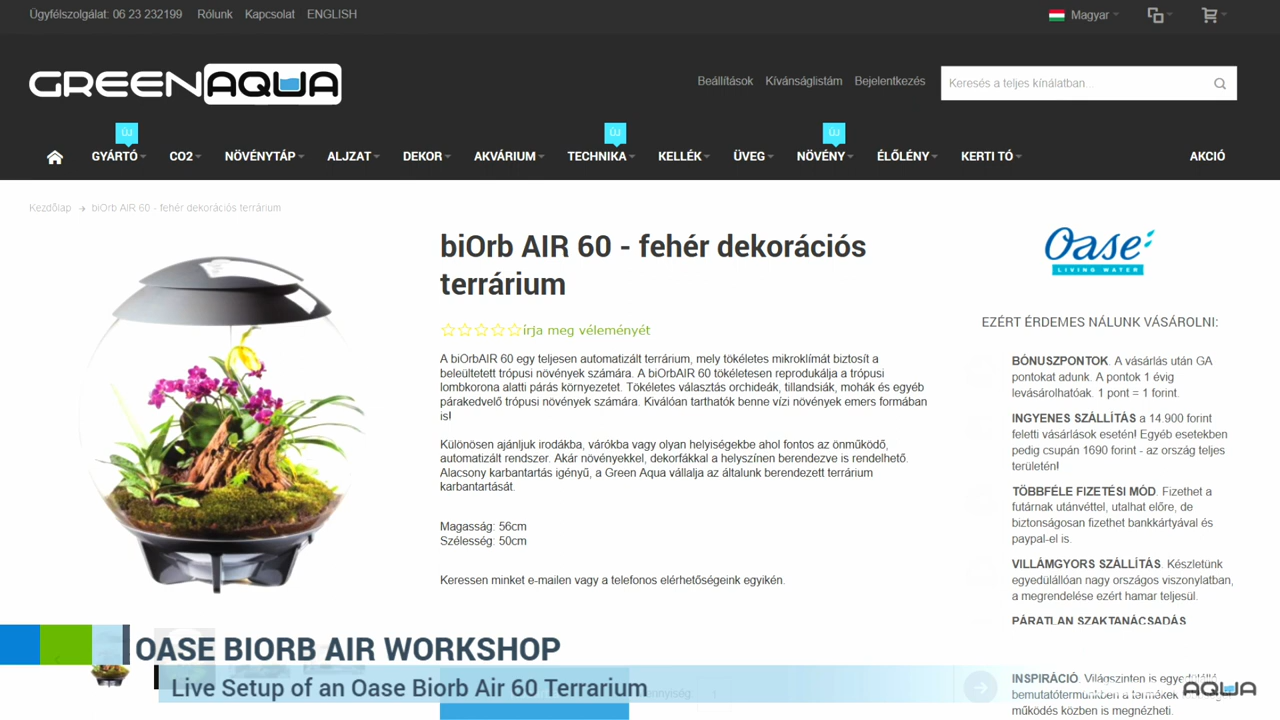 Ügyfélszolgálat: 06 23 232199 Rólunk Kapcsolat ENGLISH Magyar
GREENAQUA
Beállítások Kívánságlistám Bejelentkezés Keresés a teljes kínálatban...
ÚJ ÚJ ÚJ
GYÁRTÓ CO2 NÖVÉNYTÁP ALJZAT DEKOR AKVÁRIUM TECHNIKA KELLÉK ÜVEG NÖVÉNY ÉLŐLÉNY KERTI TÓ AKCIÓ
Kezdőlap → biOrb AIR 60 - fehér dekorációs terrárium
biOrb AIR 60 - fehér dekorációs
terrárium
írja meg véleményét
A biOrbAIR 60 egy teljesen automatizált terrárium, mely tökéletes mikroklímát biztosít a
beleültetett trópusi növények számára. A biOrbAIR 60 tökéletesen reprodukálja a trópusi
lombkorona alatti párás környezetet. Tökéletes választás orchideák, tillandsiák, mohák és egyéb
párakedvelő trópusi növények számára. Kiválóan tarthatók benne vízi növények emers formában
is!
Különösen ajánljuk irodákba, várókba vagy olyan helyiségekbe ahol fontos az önműködő,
automatizált rendszer. Akár növényekkel, dekorfákkal a helyszínen berendezve is rendelhető.
Alacsony karbantartás igényű, a Green Aqua vállalja az általunk berendezett terrárium
karbantartását.
Magasság: 56cm
Szélesség: 50cm
Keressen minket e-mailen vagy a telefonos elérhetőségeink egyikén.
Oase
LIVING WATER
EZÉRT ÉRDEMES NÁLUNK VÁSÁROLNI:
BÓNUSZPONTOK. A vásárlás után GA
pontokat adunk. A pontok 1 évig
levásárolhatóak. 1 pont = 1 forint.
INGYENES SZÁLLÍTÁS a 14.900 forint
feletti vásárlások esetén! Egyéb esetekben
pedig csupán 1690 forint - az ország teljes
területén!
TÖBBFÉLE FIZETÉSI MÓD. Fizethet a
futárnak utánvéttel, utalhat előre, de
biztonságosan fizethet bankkártyával és
paypal-el is.
VILLÁMGYORS SZÁLLÍTÁS. Készletünk
egyedülállóan nagy országos viszonylatban,
a megrendelése ezért hamar teljesül.
PÁRATLAN SZAKTANÁCSADÁS
INSPIRÁCIÓ. Világszinten is egyedülálló
bemutatótermünkben a termékek
működés közben is megnézheti.
OASE BIORB AIR WORKSHOP
Live Setup of an Oase Biorb Air 60 Terrarium
AQUA